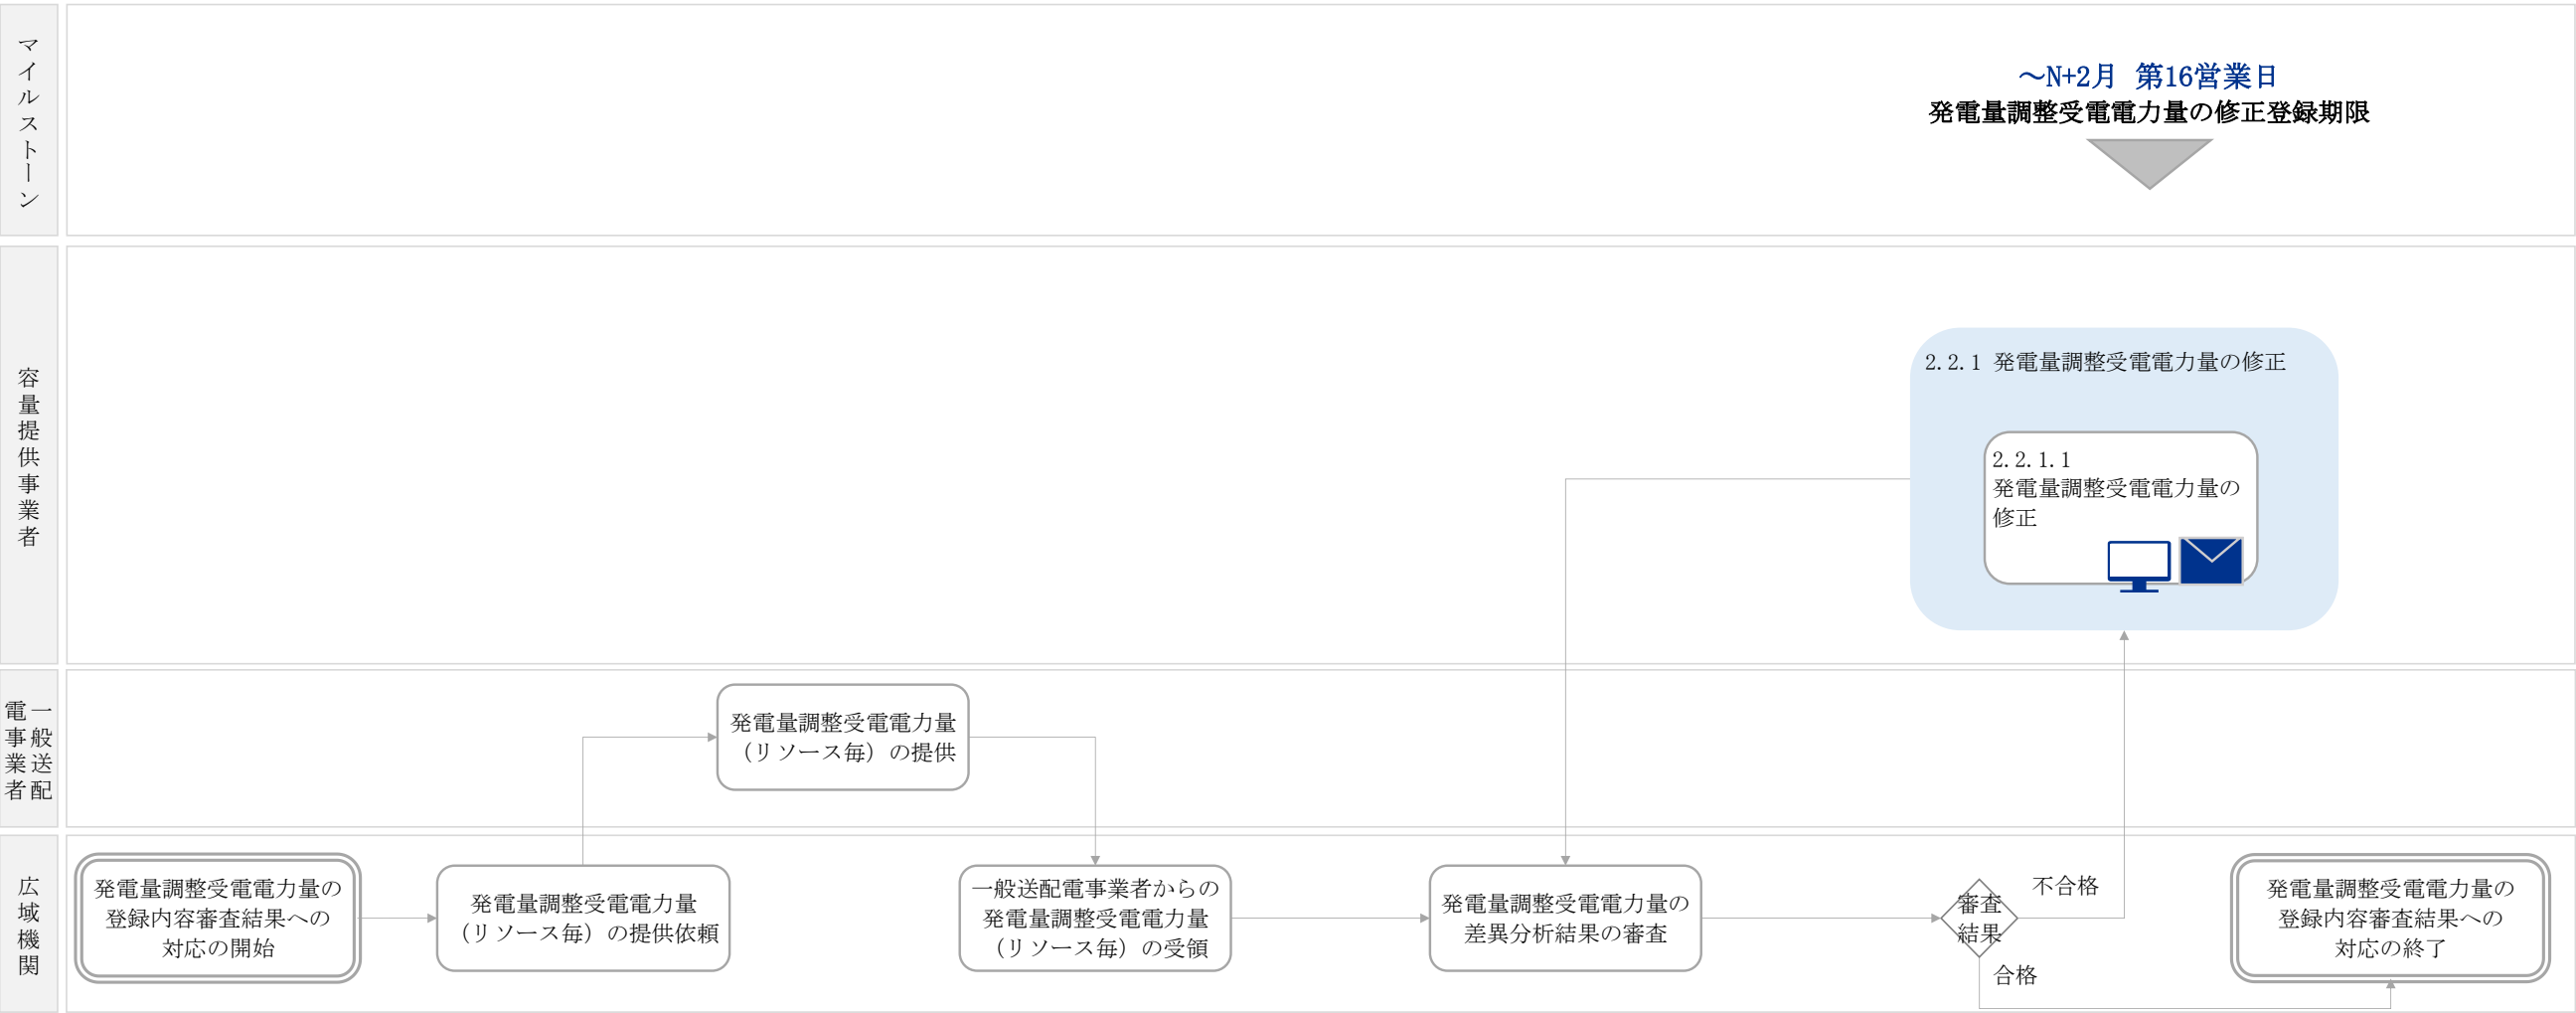 マイルストーン
～N+2月 第16営業日
発電量調整受電電力量の修正登録期限
容量提供事業者
2.2.1 発電量調整受電電力量の修正
2.2.1.1
発電量調整受電電力量の
修正
一般送配
電事業者
発電量調整受電電力量
（リソース毎）の提供
広域機関
発電量調整受電電力量の
登録内容審査結果への
対応の開始
発電量調整受電電力量
（リソース毎）の提供依頼
一般送配電事業者からの
発電量調整受電電力量
（リソース毎）の受領
発電量調整受電電力量の
差異分析結果の審査
審査
結果
不合格
合格
発電量調整受電電力量の
登録内容審査結果への
対応の終了